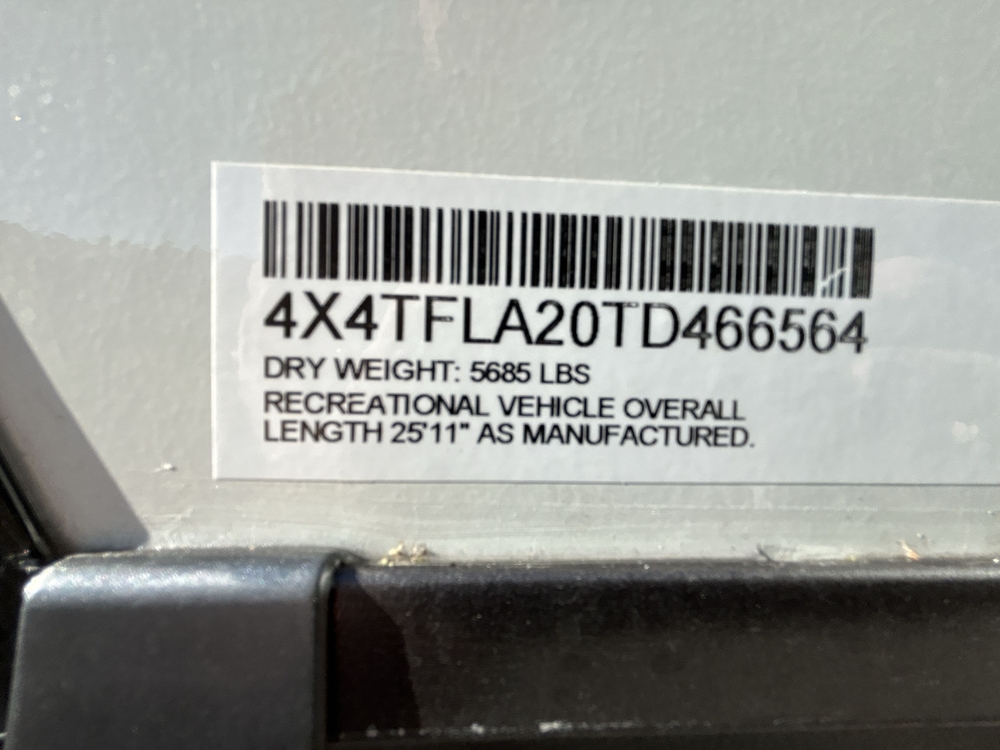 4X4TFLA20TD466564
DRY WEIGHT: 5685 LBS
RECREATIONAL VEHICLE OVERALL
LENGTH 25'11" AS MANUFACTURED.